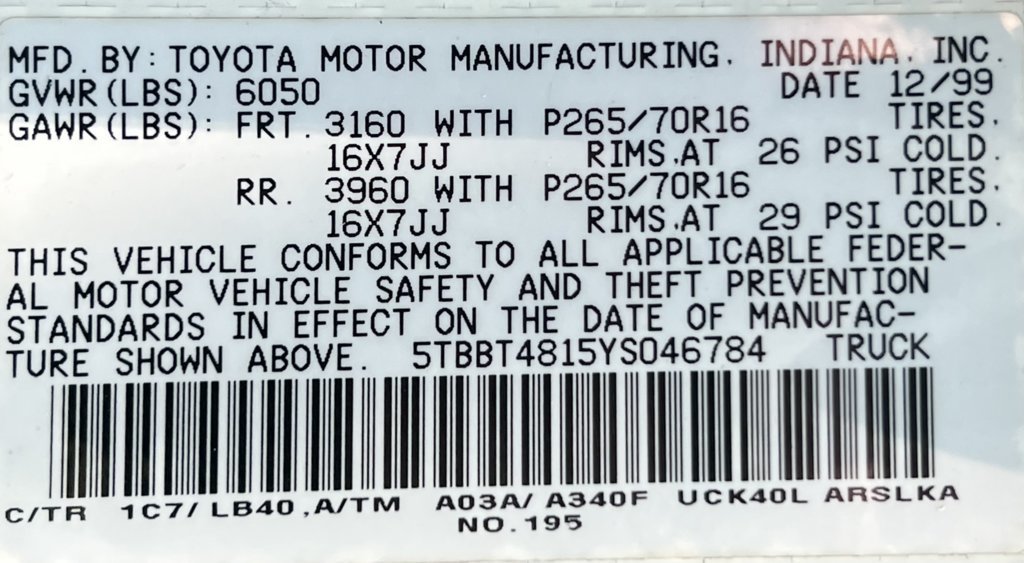 MFD. BY: TOYOTA MOTOR MANUFACTURING. INDIANA. INC.
GVWR(LBS): 6050 DATE 12/99
GAWR(LBS): FRT. 3160 WITH P265/70R16 TIRES.
16X7JJ RIMS.AT 26 PSI COLD.
RR. 3960 WITH P265/70R16 TIRES.
16X7JJ RIMS.AT 29 PSI COLD.
THIS VEHICLE CONFORMS TO ALL APPLICABLE FEDER-
AL MOTOR VEHICLE SAFETY AND THEFT PREVENTION
STANDARDS IN EFFECT ON THE DATE OF MANUFAC-
TURE SHOWN ABOVE. 5TBBT4815YS046784 TRUCK
C/TR 1C7/ LB40 ,A/TM A03A/ A340F UCK40L ARSLKA
NO.195